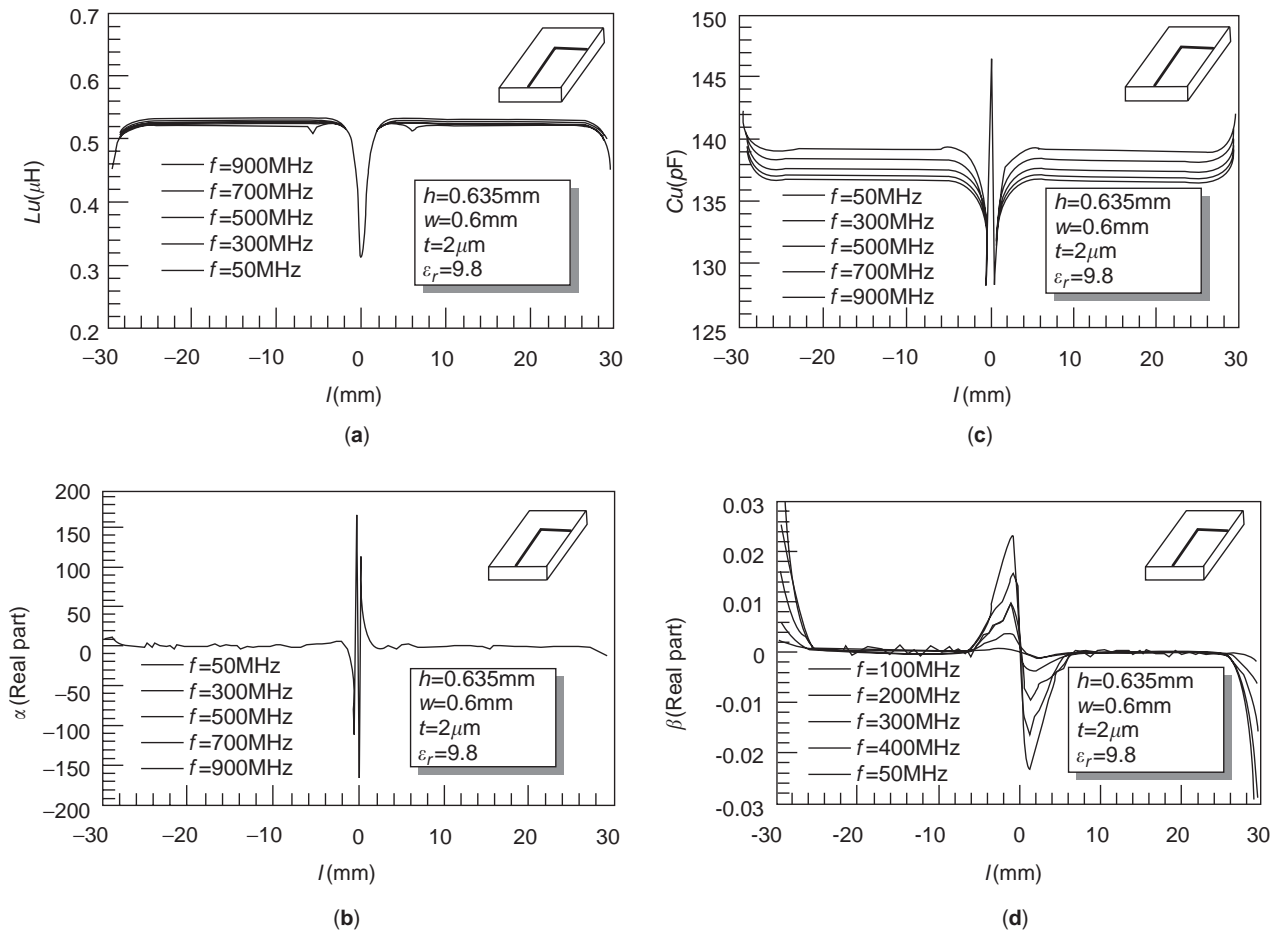 0.7
0.6
0.5
0.4
0.3
0.2
Lu(μH)
f=900MHz
f=700MHz
f=500MHz
f=300MHz
f=50MHz
h=0.635mm
w=0.6mm
t=2μm
εr=9.8
−30 −20 −10 0 10 20 30
l(mm)
(a)
150
145
140
135
130
125
Cu(pF)
f=50MHz
f=300MHz
f=500MHz
f=700MHz
f=900MHz
h=0.635mm
w=0.6mm
t=2μm
εr=9.8
−30 −20 −10 0 10 20 30
l(mm)
(c)
200
150
100
50
0
−50
−100
−150
−200
α(Real part)
f=50MHz
f=300MHz
f=500MHz
f=700MHz
f=900MHz
h=0.635mm
w=0.6mm
t=2μm
εr=9.8
−30 −20 −10 0 10 20 30
l(mm)
(b)
0.03
0.02
0.01
0
-0.01
-0.02
-0.03
β(Real part)
f=100MHz
f=200MHz
f=300MHz
f=400MHz
f=50MHz
h=0.635mm
w=0.6mm
t=2μm
εr=9.8
-30 -20 -10 0 10 20 30
l(mm)
(d)